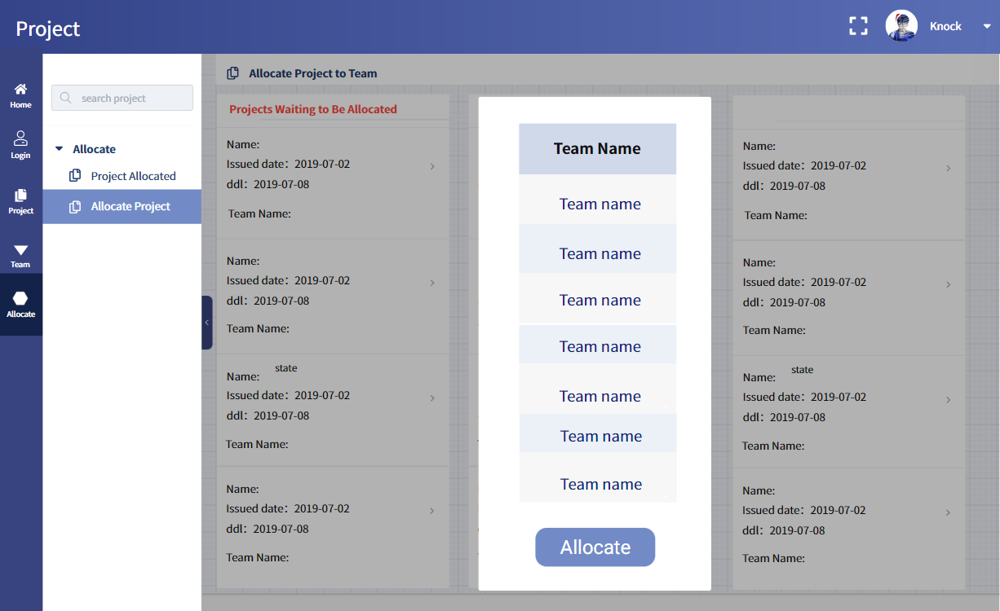 Project
Knock
Home
Login
Project
Team
Allocate
search project
Allocate
Project Allocated
Allocate Project
Allocate Project to Team
Projects Waiting to Be Allocated
Name:
Issued date：2019-07-02
ddl：2019-07-08
Team Name:
Name:
Issued date：2019-07-02
ddl：2019-07-08
Team Name:
state
Name:
Issued date：2019-07-02
ddl：2019-07-08
Team Name:
Name:
Issued date：2019-07-02
ddl：2019-07-08
Team Name:
Team Name
Team name
Team name
Team name
Team name
Team name
Team name
Team name
Allocate
Name:
Issued date：2019-07-02
ddl：2019-07-08
Team Name:
Name:
Issued date：2019-07-02
ddl：2019-07-08
Team Name:
state
Name:
Issued date：2019-07-02
ddl：2019-07-08
Team Name:
Name:
Issued date：2019-07-02
ddl：2019-07-08
Team Name: